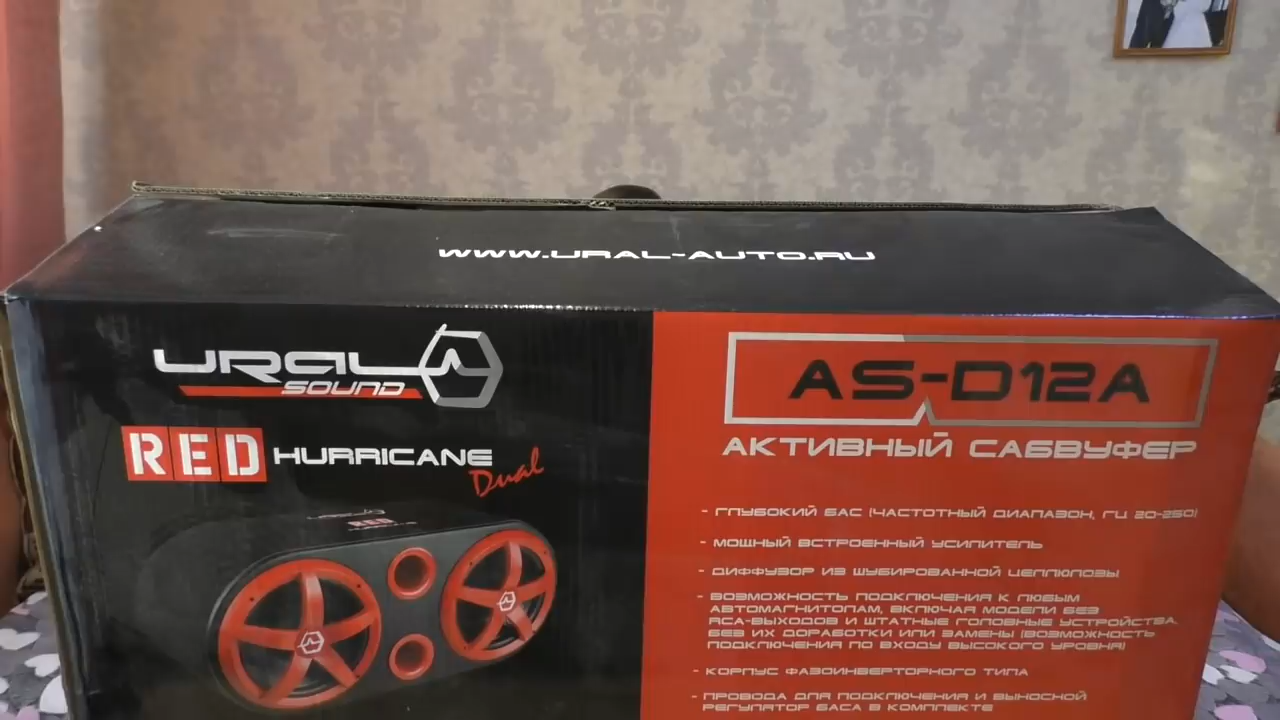 WWW.URAL-AUTO.RU
URAL
SOUND
RED HURRICANE
Dual
RED
AS-D12A
АКТИВНЫЙ САБВУФЕР
- ГЛУБОКИЙ БАС (ЧАСТОТНЫЙ ДИАПАЗОН, ГЦ 20-250)
- МОЩНЫЙ ВСТРОЕННЫЙ УСИЛИТЕЛЬ
- ДИФФУЗОР ИЗ ШУБИРОВАННОЙ ЦЕЛЛЮЛОЗЫ
- ВОЗМОЖНОСТЬ ПОДКЛЮЧЕНИЯ К ЛЮБЫМ
АВТОМАГНИТОЛАМ, ВКЛЮЧАЯ МОДЕЛИ БЕЗ
RCA-ВЫХОДОВ И ШТАТНЫЕ ГОЛОВНЫЕ УСТРОЙСТВА,
БЕЗ ИХ ДОРАБОТКИ ИЛИ ЗАМЕНЫ (ВОЗМОЖНОСТЬ
ПОДКЛЮЧЕНИЯ ПО ВХОДУ ВЫСОКОГО УРОВНЯ)
- КОРПУС ФАЗОИНВЕРТОРНОГО ТИПА
- ПРОВОДА ДЛЯ ПОДКЛЮЧЕНИЯ И ВЫНОСНОЙ
РЕГУЛЯТОР БАСА В КОМПЛЕКТЕ